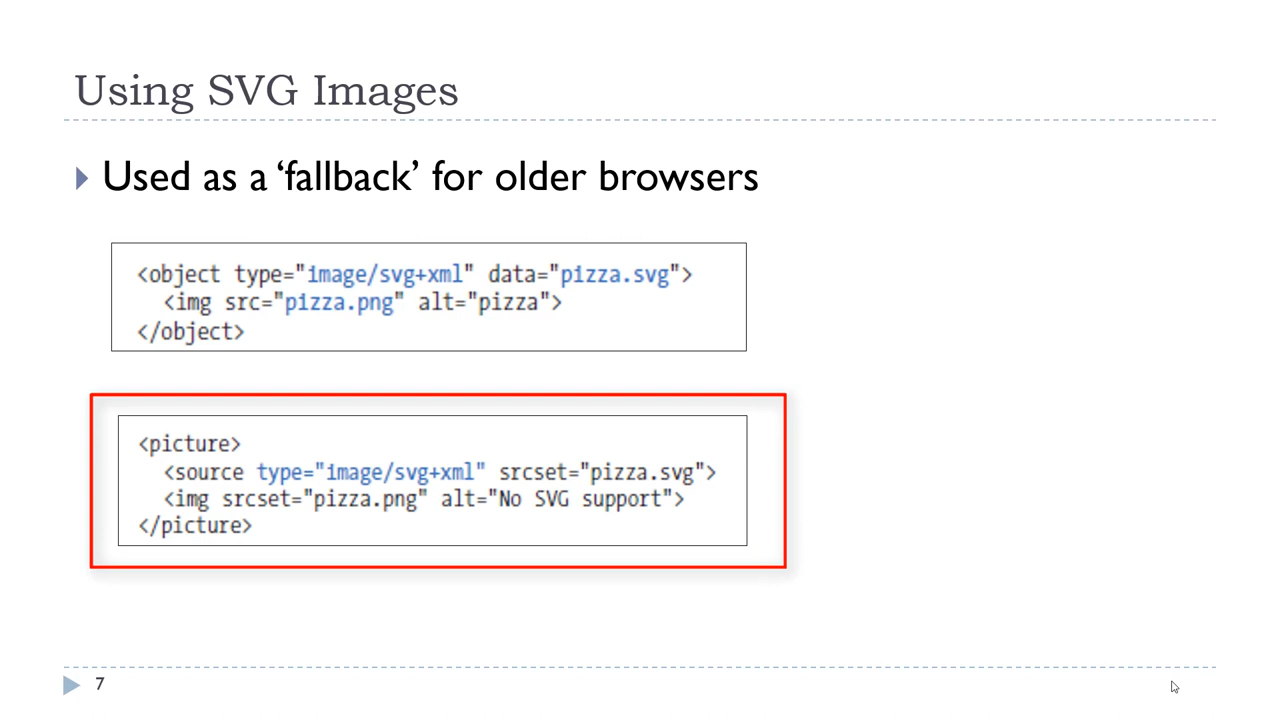 Using SVG Images
Used as a ‘fallback’ for older browsers
<object type="image/svg+xml" data="pizza.svg">
<img src="pizza.png" alt="pizza">
</object>
<picture>
<source type="image/svg+xml" srcset="pizza.svg">
<img srcset="pizza.png" alt="No SVG support">
</picture>
7